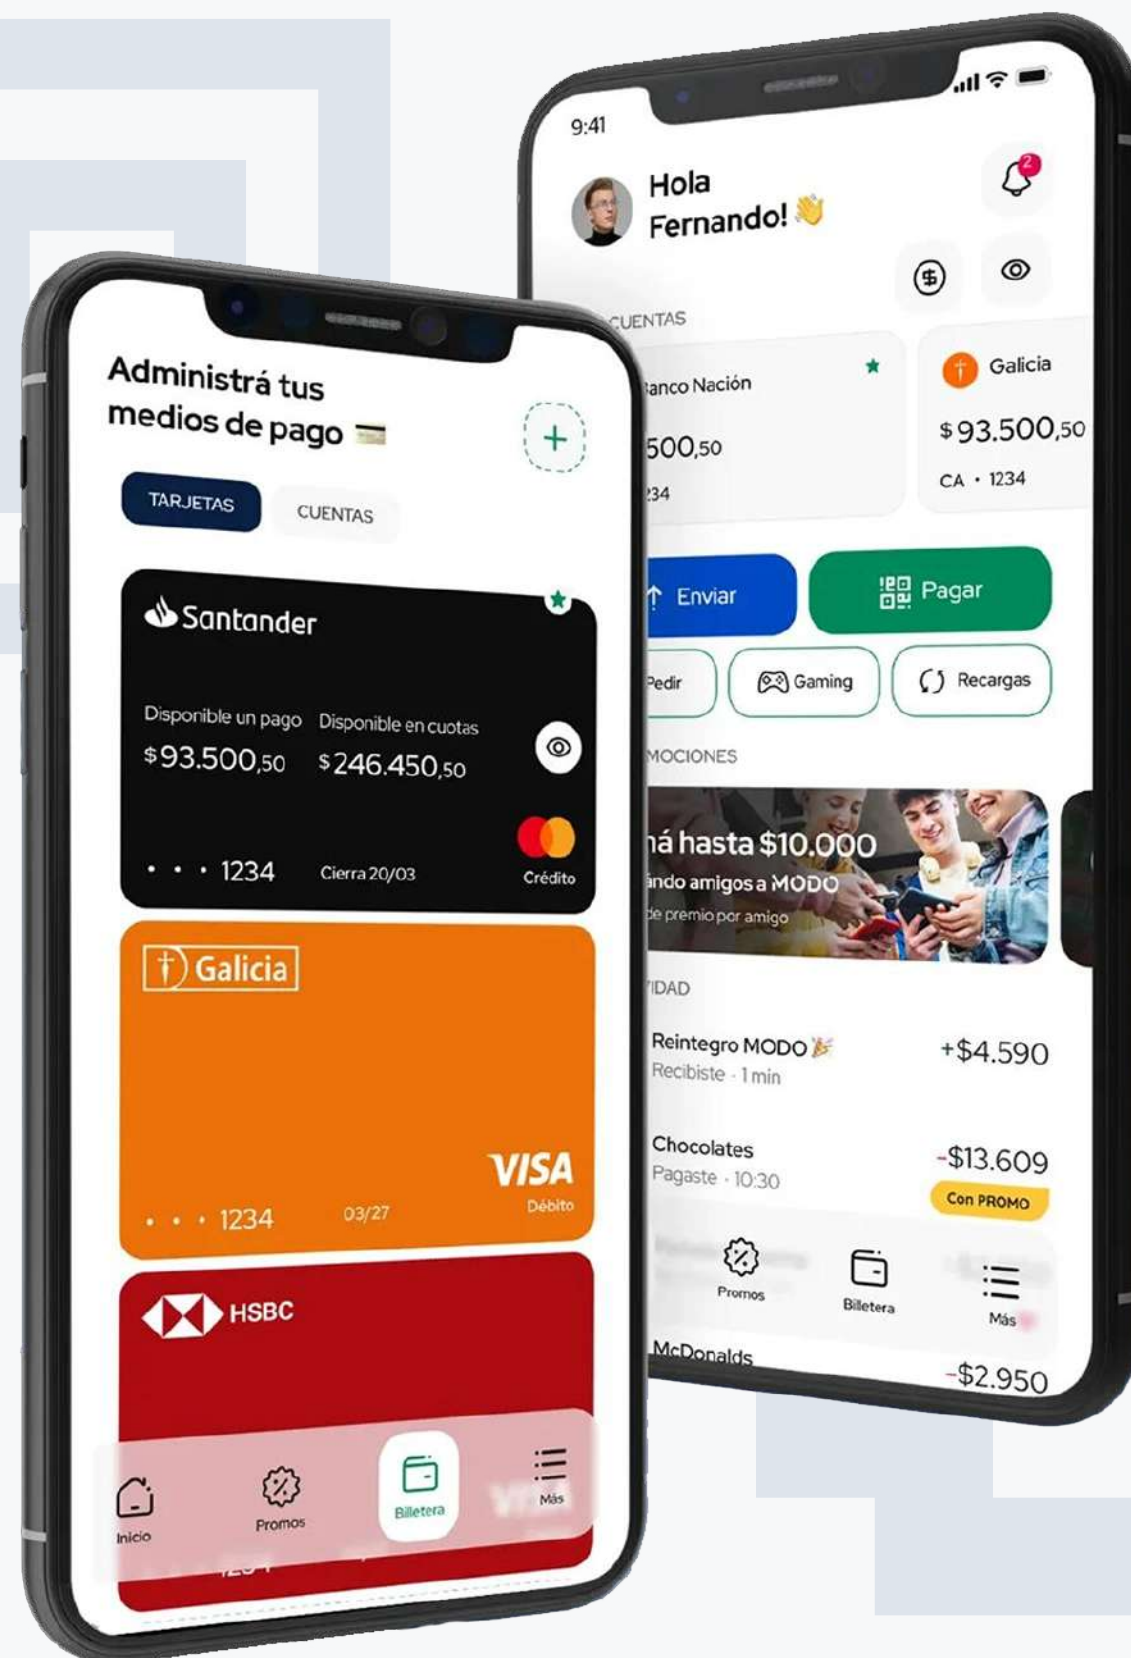 Administrá tus
medios de pago
TARJETAS
CUENTAS
Santander
Disponible un pago Disponible en cuotas
$93.500,50 $246.450,50
1234 Cierra 20/03
Crédito
Galicia
VISA
Débito
1234 03/27
HSBC
Inicio
Promos
Billetera
Más
9:41
2
Hola
Fernando!
CUENTAS
anco Nación
500,50
234
Galicia
$93.500,50
CA · 1234
Enviar
Pagar
Pedir
Gaming
Recargas
MOCIONES
ná hasta $10.000
ando amigos a MODO
de premio por amigo
IDAD
Reintegro MODO
Recibiste · 1 min
+$4.590
Chocolates
Pagaste · 10:30
-$13.609
Con PROMO
Promos
Billetera
Más
McDonalds
-$2.950